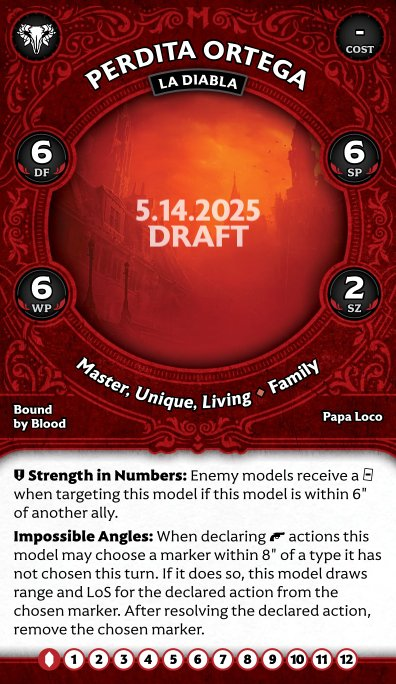 PERDITA ORTEGA
LA DIABLA
-
COST
6
DF
6
SP
5.14.2025
DRAFT
6
WP
2
SZ
Master, Unique, Living ♦ Family
Bound
by Blood
Papa Loco
Strength in Numbers: Enemy models receive a -
when targeting this model if this model is within 6"
of another ally.
Impossible Angles: When declaring actions this
model may choose a marker within 8" of a type it has
not chosen this turn. If it does so, this model draws
range and LoS for the declared action from the
chosen marker. After resolving the declared action,
remove the chosen marker.
1 2 3 4 5 6 7 8 9 10 11 12